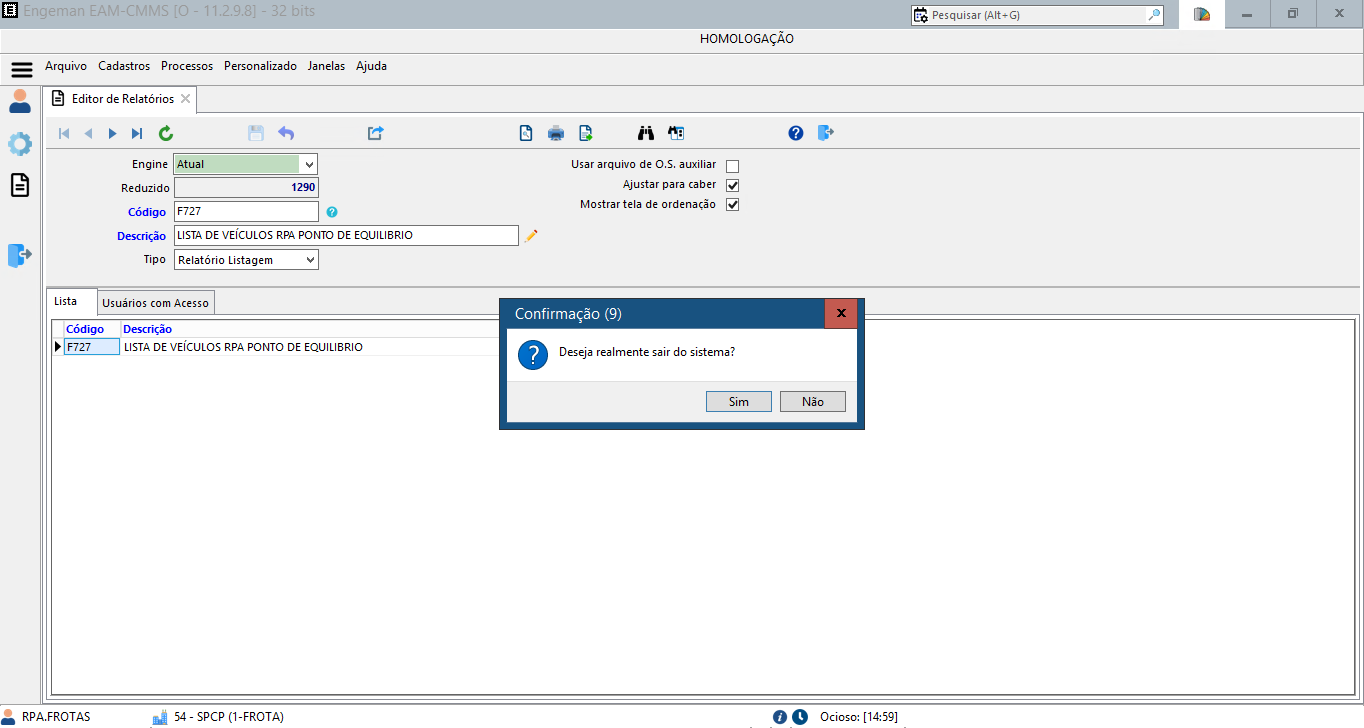 Engeman EAM-CMMS [O - 11.2.9.8] - 32 bits
Pesquisar (Alt+G)
HOMOLOGAÇÃO
Arquivo Cadastros Processos Personalizado Janelas Ajuda
Editor de Relatórios
Engine Atual
Usar arquivo de O.S. auxiliar
Reduzido 1290
Ajustar para caber
Código F727
Mostrar tela de ordenação
Descrição LISTA DE VEÍCULOS RPA PONTO DE EQUILIBRIO
Tipo Relatório Listagem
Lista Usuários com Acesso
Código Descrição
F727 LISTA DE VEÍCULOS RPA PONTO DE EQUILIBRIO
Confirmação (9)
x
? Deseja realmente sair do sistema?
Sim Não
RPA.FROTAS 54 - SPCP (1-FROTA) Ocioso: [14:59]